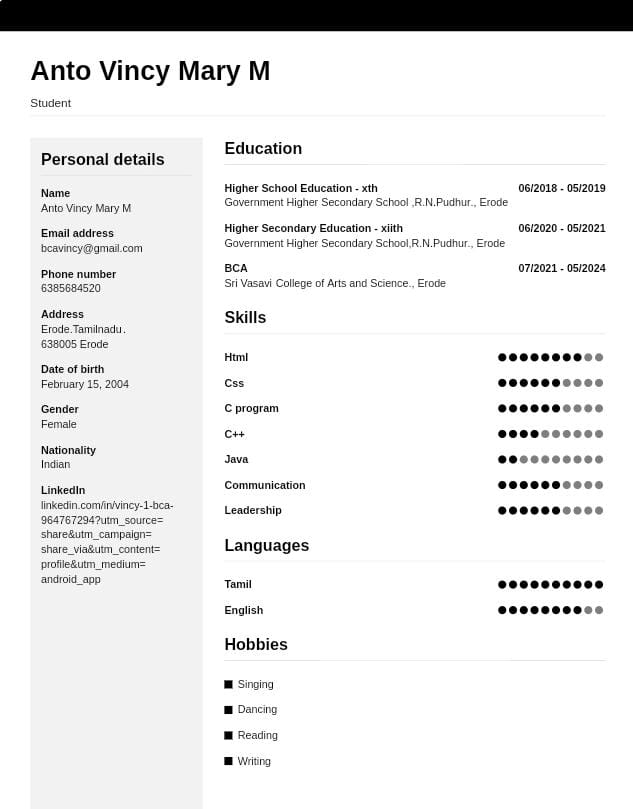 Anto Vincy Mary M
Student
Personal details
Name
Anto Vincy Mary M
Email address
bcavincy@gmail.com
Phone number
6385684520
Address
Erode.Tamilnadu.
638005 Erode
Date of birth
February 15, 2004
Gender
Female
Nationality
Indian
LinkedIn
linkedin.com/in/vincy-1-bca-
964767294?utm_source=
share&utm_campaign=
share_via&utm_content=
profile&utm_medium=
android_app
Education
Higher School Education - xth 06/2018 - 05/2019
Government Higher Secondary School ,R.N.Pudhur., Erode
Higher Secondary Education - xiith 06/2020 - 05/2021
Government Higher Secondary School,R.N.Pudhur., Erode
BCA 07/2021 - 05/2024
Sri Vasavi College of Arts and Science., Erode
Skills
Html
Css
C program
C++
Java
Communication
Leadership
Languages
Tamil
English
Hobbies
Singing
Dancing
Reading
Writing